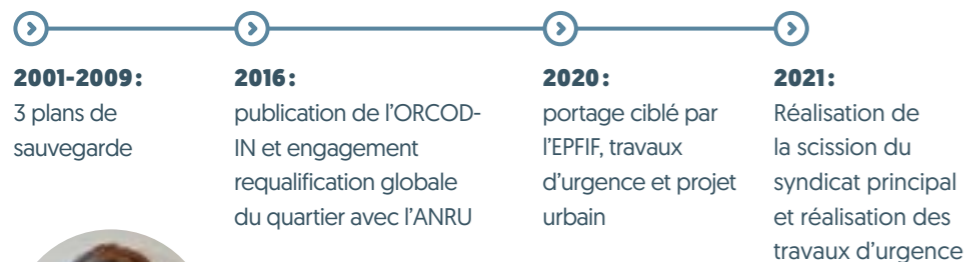 2001-2009 :
3 plans de
sauvegarde
2016 :
publication de l’ORCOD-
IN et engagement
requalification globale
du quartier avec l’ANRU
2020 :
portage ciblé par
l’EPFIF, travaux
d’urgence et projet
urbain
2021 :
Réalisation de
la scission du
syndicat principal
et réalisation des
travaux d’urgence